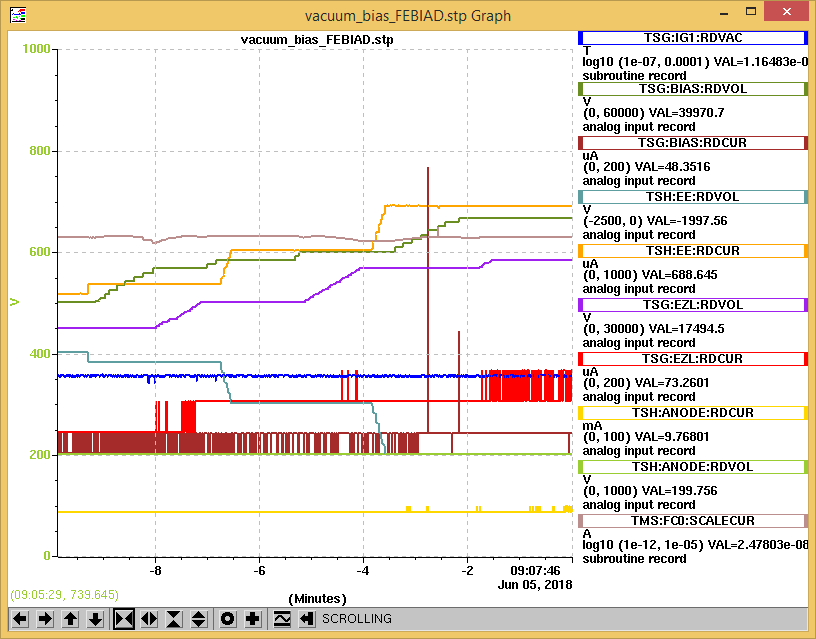 vacuum_bias_FEBIAD.stp Graph
vacuum_bias_FEBIAD.stp
1000
800
600
V
400
200
0
-8
-6
-4
-2
09:07:46
Jun 05, 2018
(09:05:29, 739.645)
(Minutes)
TSG:IG1:RDVAC
T
log10 (1e-07, 0.0001) VAL=1.16483e-0
subroutine record
TSG:BIAS:RDVOL
V
(0, 60000) VAL=39970.7
analog input record
TSG:BIAS:RDCUR
uA
(0, 200) VAL=48.3516
analog input record
TSH:EE:RDVOL
V
(-2500, 0) VAL=-1997.56
analog input record
TSH:EE:RDCUR
uA
(0, 1000) VAL=688.645
analog input record
TSG:EZL:RDVOL
V
(0, 30000) VAL=17494.5
analog input record
TSG:EZL:RDCUR
uA
(0, 200) VAL=73.2601
analog input record
TSH:ANODE:RDCUR
mA
(0, 100) VAL=9.76801
analog input record
TSH:ANODE:RDVOL
V
(0, 1000) VAL=199.756
analog input record
TMS:FC0:SCALECUR
A
log10 (1e-12, 1e-05) VAL=2.47803e-08
subroutine record
SCROLLING